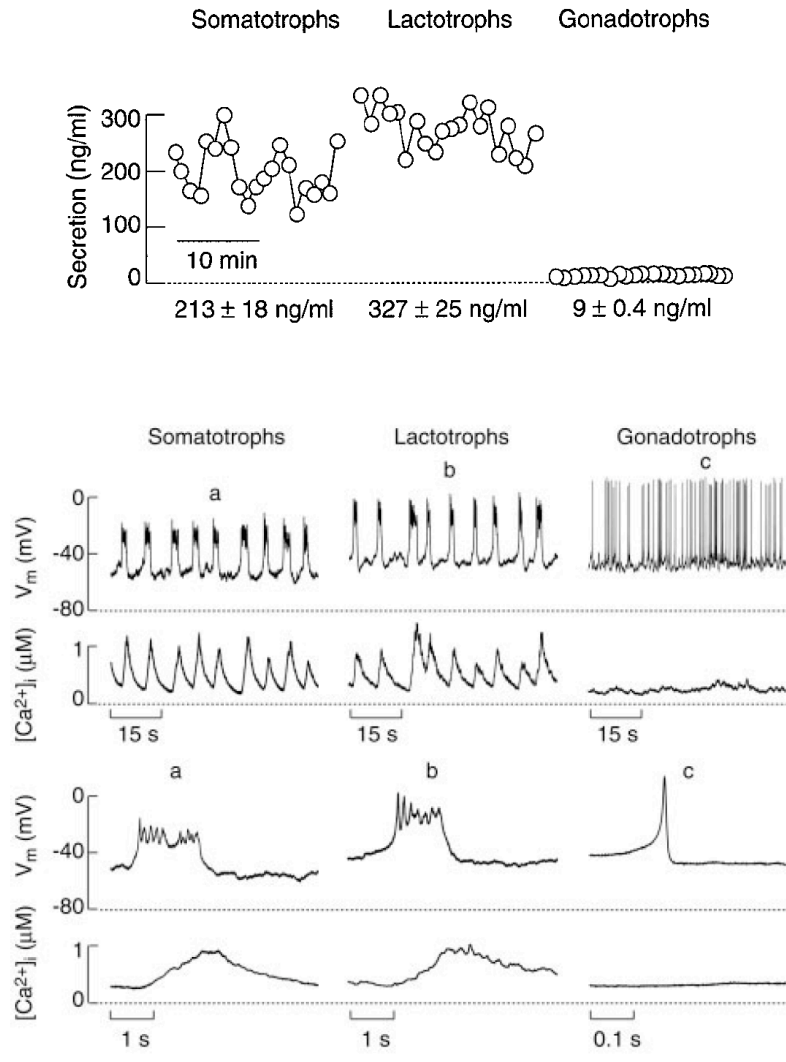 Somatotrophs Lactotrophs Gonadotrophs
Secretion (ng/ml)
300
200
100
0
10 min
213 ± 18 ng/ml 327 ± 25 ng/ml 9 ± 0.4 ng/ml
Somatotrophs Lactotrophs Gonadotrophs
a b c
Vm (mV)
0
-40
-80
[Ca2+]i (μM)
1
0
15 s 15 s 15 s
a b c
Vm (mV)
0
-40
-80
[Ca2+]i (μM)
1
0
1 s 1 s 0.1 s